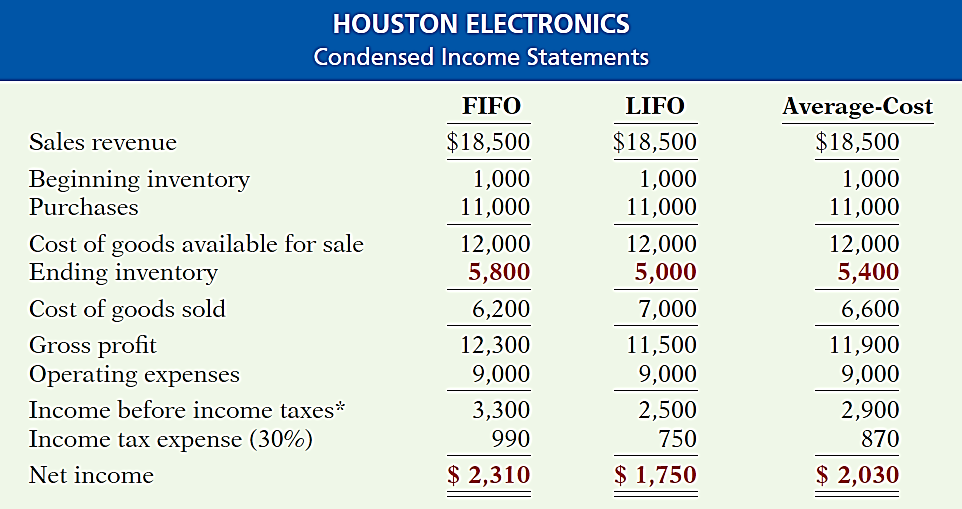 HOUSTON ELECTRONICS
Condensed Income Statements
FIFO LIFO Average-Cost
Sales revenue $18,500 $18,500 $18,500
Beginning inventory 1,000 1,000 1,000
Purchases 11,000 11,000 11,000
Cost of goods available for sale 12,000 12,000 12,000
Ending inventory 5,800 5,000 5,400
Cost of goods sold 6,200 7,000 6,600
Gross profit 12,300 11,500 11,900
Operating expenses 9,000 9,000 9,000
Income before income taxes* 3,300 2,500 2,900
Income tax expense (30%) 990 750 870
Net income $ 2,310 $ 1,750 $ 2,030